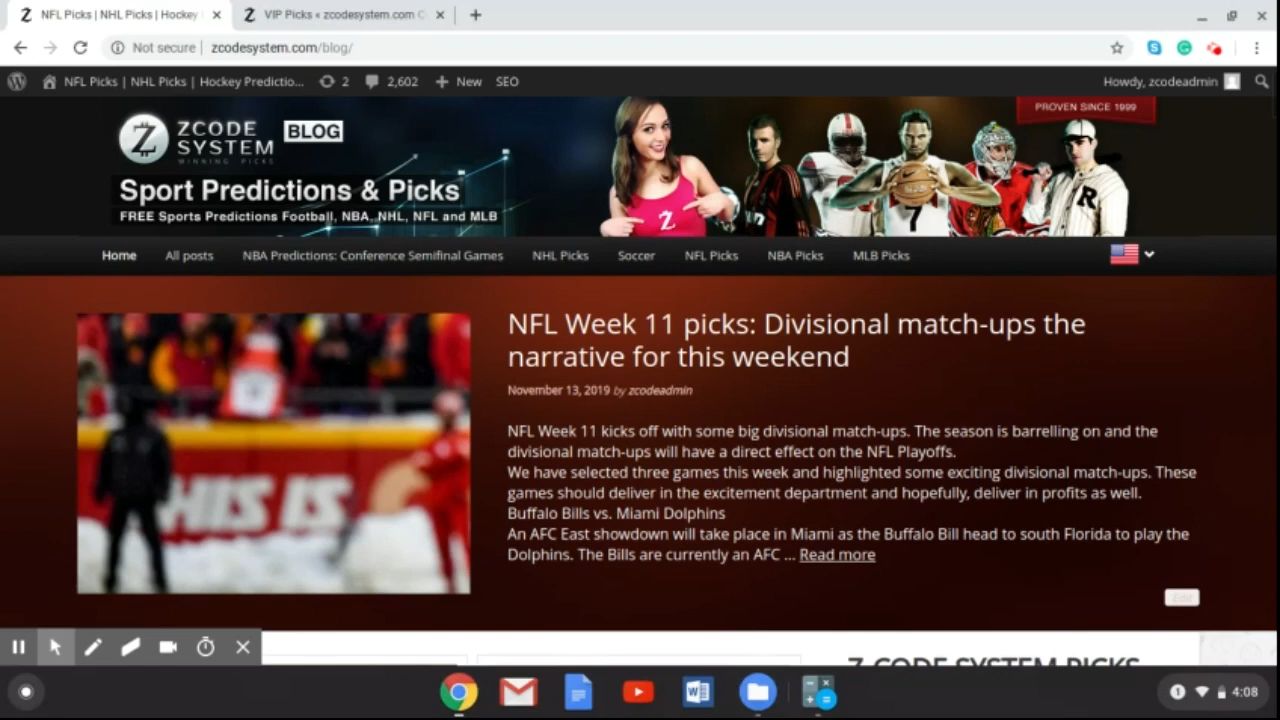 NFL Picks | NHL Picks | Hockey
VIP Picks « zcodesystem.com
Not secure | zcodesystem.com/blog/
NFL Picks | NHL Picks | Hockey Predictio... 2 2,602 + New SEO
Howdy, zcodeadmin
PROVEN SINCE 1999
Z ZCODE SYSTEM BLOG
WINNING PICKS
Sport Predictions & Picks
FREE Sports Predictions Football, NBA, NHL, NFL and MLB
Z
7
R
Home All posts NBA Predictions: Conference Semifinal Games NHL Picks Soccer NFL Picks NBA Picks MLB Picks
NFL Week 11 picks: Divisional match-ups the
narrative for this weekend
November 13, 2019 by zcodeadmin
NFL Week 11 kicks off with some big divisional match-ups. The season is barrelling on and the
divisional match-ups will have a direct effect on the NFL Playoffs.
We have selected three games this week and highlighted some exciting divisional match-ups. These
games should deliver in the excitement department and hopefully, deliver in profits as well.
Buffalo Bills vs. Miami Dolphins
An AFC East showdown will take place in Miami as the Buffalo Bill head to south Florida to play the
Dolphins. The Bills are currently an AFC ... Read more
THIS IS
Z CODE SYSTEM PICKS
1 4:08